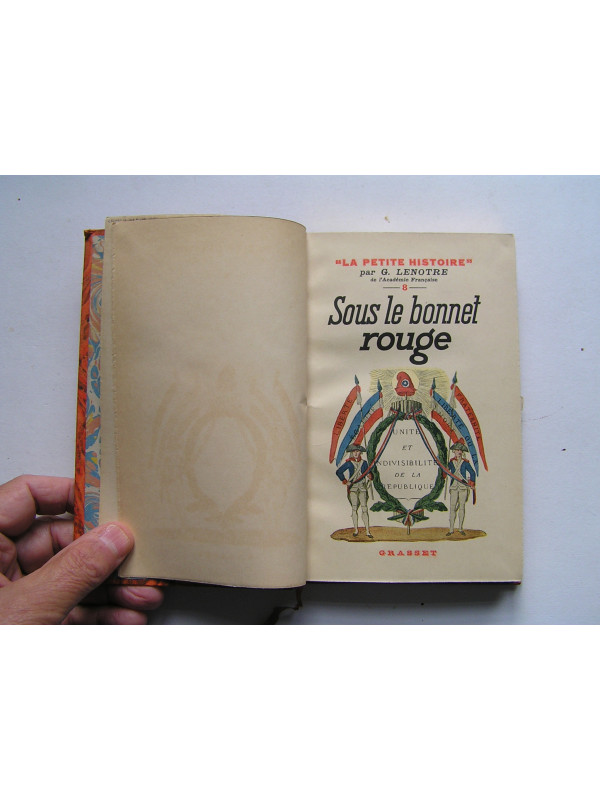 "LA PETITE HISTOIRE"
par G. LENOTRE
de l'Académie Française
8
Sous le bonnet
rouge
UNITÉ
ET
INDIVISIBILITÉ
DE LA
RÉPUBLIQUE
GRASSET